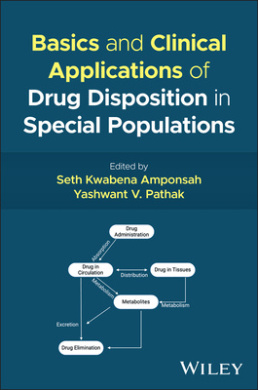 Basics and Clinical
Applications of
Drug Disposition in
Special Populations
Edited by
Seth Kwabena Amponsah
Yashwant V. Pathak
Drug
Administration
Absorption
Drug in
Circulation
Distribution
Drug in Tissues
Metabolism
Metabolites
Metabolism
Excretion
Drug Elimination
WILEY